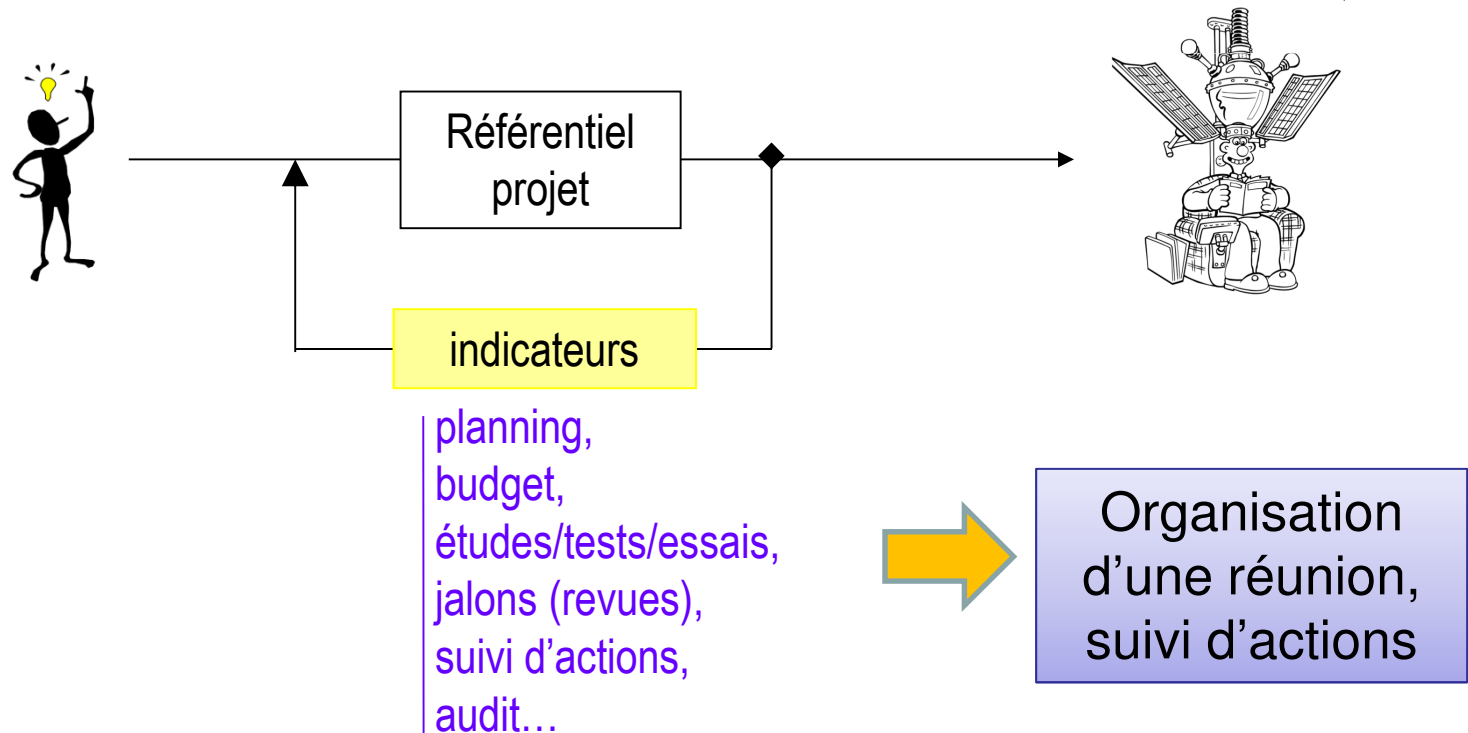 Référentiel
projet
indicateurs
planning,
budget,
études/tests/essais,
jalons (revues),
suivi d’actions,
audit…
Organisation
d’une réunion,
suivi d’actions